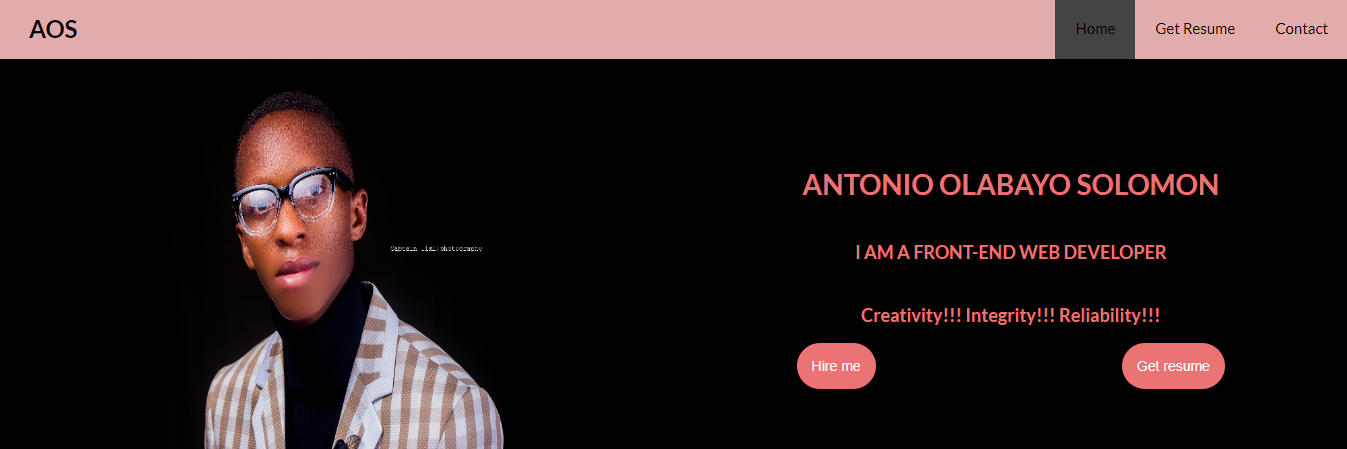 AOS
Home
Get Resume
Contact
ANTONIO OLABAYO SOLOMON
Captain
photography
I AM A FRONT-END WEB DEVELOPER
Creativity!!! Integrity!!! Reliability!!!
Hire me
Get resume